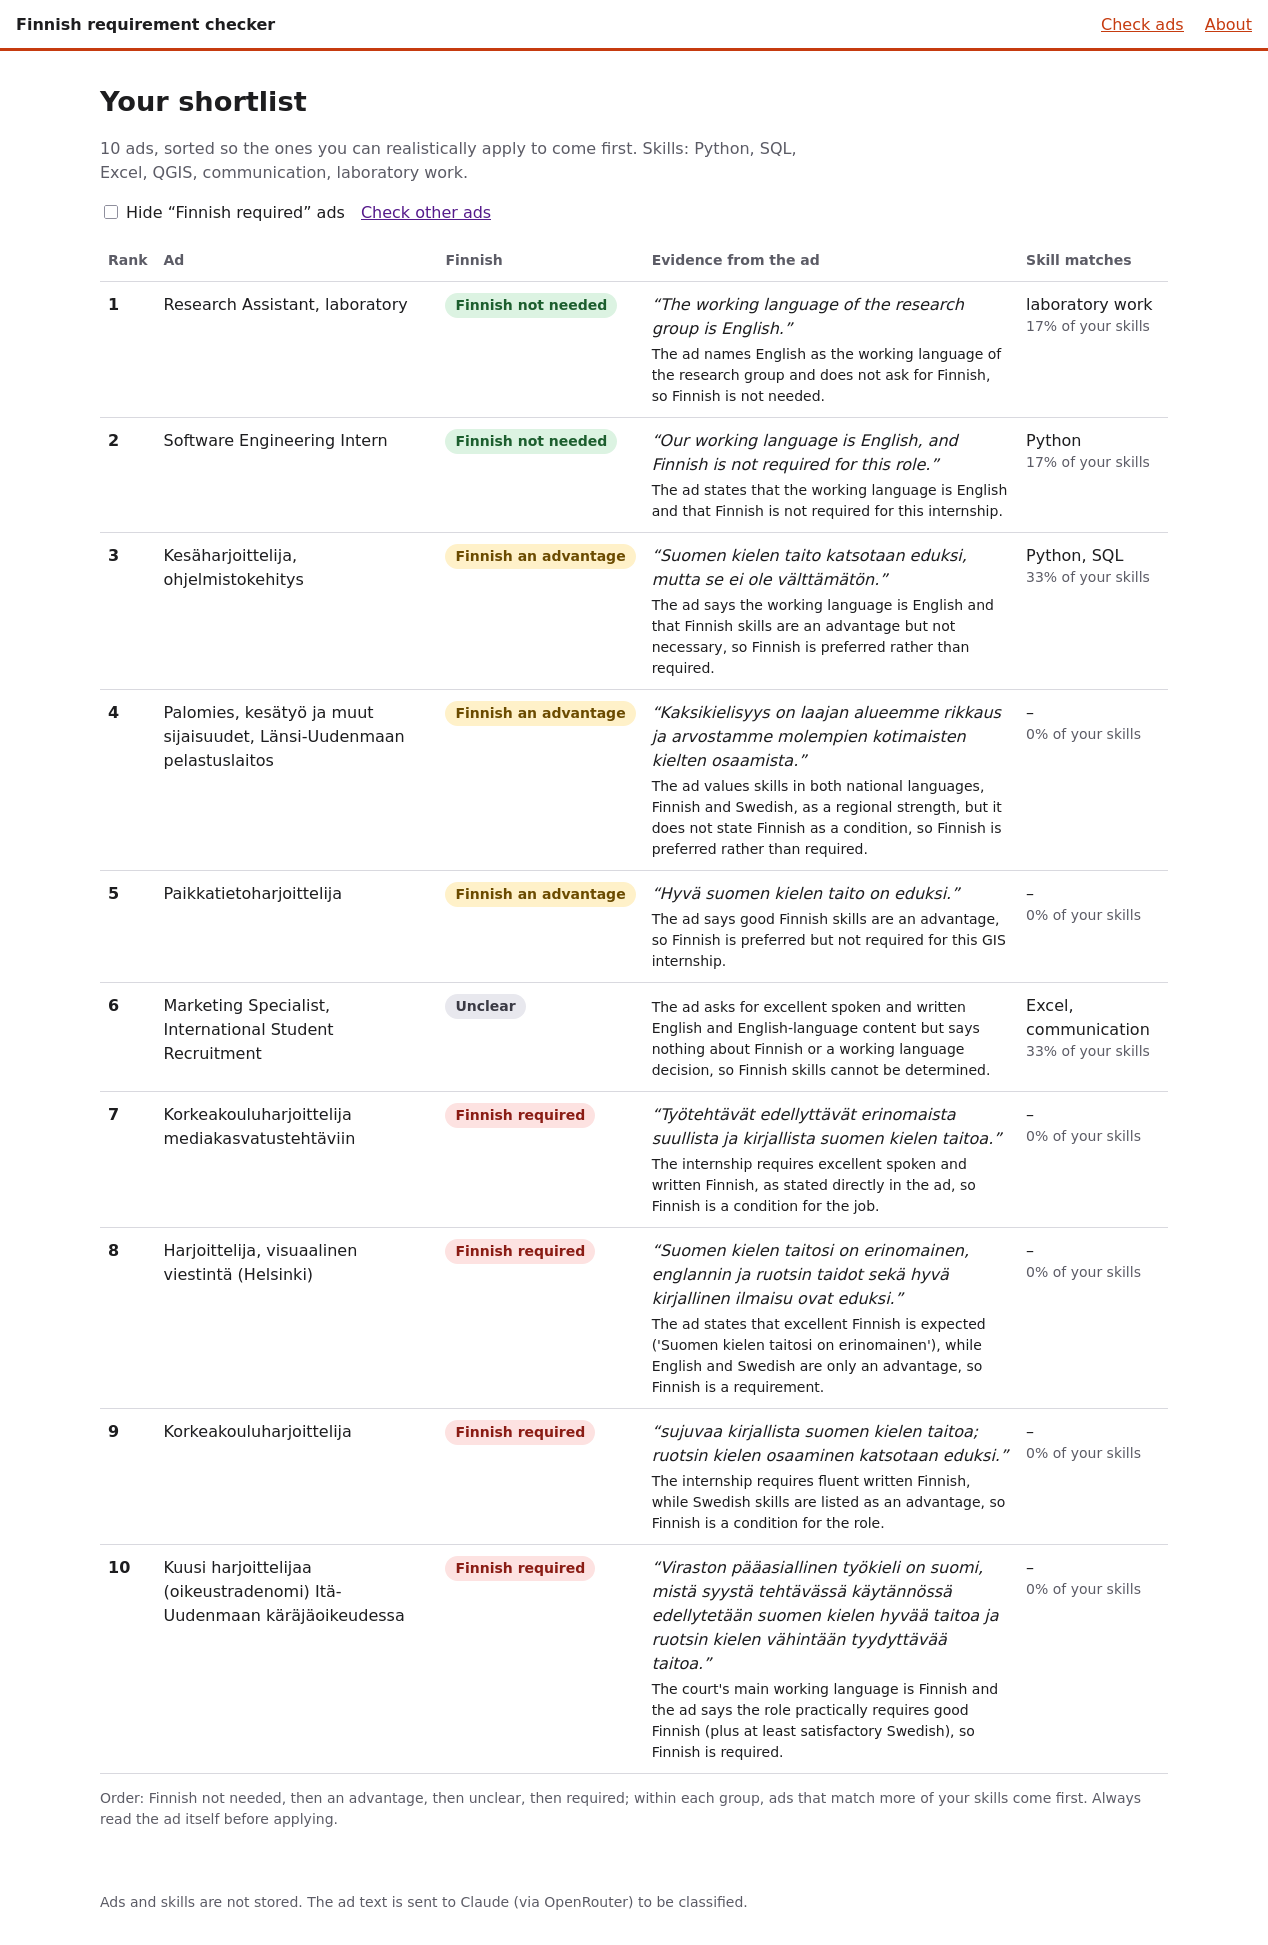 Finnish requirement checker
Check ads About
Your shortlist
10 ads, sorted so the ones you can realistically apply to come first. Skills: Python, SQL,
Excel, QGIS, communication, laboratory work.
Hide “Finnish required” ads Check other ads
Rank Ad Finnish Evidence from the ad Skill matches
1 Research Assistant, laboratory Finnish not needed “The working language of the research laboratory work
group is English.” 17% of your skills
The ad names English as the working language of
the research group and does not ask for Finnish,
so Finnish is not needed.
2 Software Engineering Intern Finnish not needed “Our working language is English, and Python
Finnish is not required for this role.” 17% of your skills
The ad states that the working language is English
and that Finnish is not required for this internship.
3 Kesäharjoittelija, Finnish an advantage “Suomen kielen taito katsotaan eduksi, Python, SQL
ohjelmistokehitys mutta se ei ole välttämätön.” 33% of your skills
The ad says the working language is English and
that Finnish skills are an advantage but not
necessary, so Finnish is preferred rather than
required.
4 Palomies, kesätyö ja muut Finnish an advantage “Kaksikielisyys on laajan alueemme rikkaus –
sijaisuudet, Länsi-Uudenmaan ja arvostamme molempien kotimaisten 0% of your skills
pelastuslaitos kielten osaamista.”
The ad values skills in both national languages,
Finnish and Swedish, as a regional strength, but it
does not state Finnish as a condition, so Finnish is
preferred rather than required.
5 Paikkatietoharjoittelija Finnish an advantage “Hyvä suomen kielen taito on eduksi.” –
The ad says good Finnish skills are an advantage, 0% of your skills
so Finnish is preferred but not required for this GIS
internship.
6 Marketing Specialist, Unclear The ad asks for excellent spoken and written Excel,
International Student English and English-language content but says communication
Recruitment nothing about Finnish or a working language 33% of your skills
decision, so Finnish skills cannot be determined.
7 Korkeakouluharjoittelija Finnish required “Työtehtävät edellyttävät erinomaista –
mediakasvatustehtäviin suullista ja kirjallista suomen kielen taitoa.” 0% of your skills
The internship requires excellent spoken and
written Finnish, as stated directly in the ad, so
Finnish is a condition for the job.
8 Harjoittelija, visuaalinen Finnish required “Suomen kielen taitosi on erinomainen, –
viestintä (Helsinki) englannin ja ruotsin taidot sekä hyvä 0% of your skills
kirjallinen ilmaisu ovat eduksi.”
The ad states that excellent Finnish is expected
('Suomen kielen taitosi on erinomainen'), while
English and Swedish are only an advantage, so
Finnish is a requirement.
9 Korkeakouluharjoittelija Finnish required “sujuvaa kirjallista suomen kielen taitoa; –
ruotsin kielen osaaminen katsotaan eduksi.” 0% of your skills
The internship requires fluent written Finnish,
while Swedish skills are listed as an advantage, so
Finnish is a condition for the role.
10 Kuusi harjoittelijaa Finnish required “Viraston pääasiallinen työkieli on suomi, –
(oikeustradenomi) Itä- mistä syystä tehtävässä käytännössä 0% of your skills
Uudenmaan käräjäoikeudessa edellytetään suomen kielen hyvää taitoa ja
ruotsin kielen vähintään tyydyttävää
taitoa.”
The court's main working language is Finnish and
the ad says the role practically requires good
Finnish (plus at least satisfactory Swedish), so
Finnish is required.
Order: Finnish not needed, then an advantage, then unclear, then required; within each group, ads that match more of your skills come first. Always
read the ad itself before applying.
Ads and skills are not stored. The ad text is sent to Claude (via OpenRouter) to be classified.